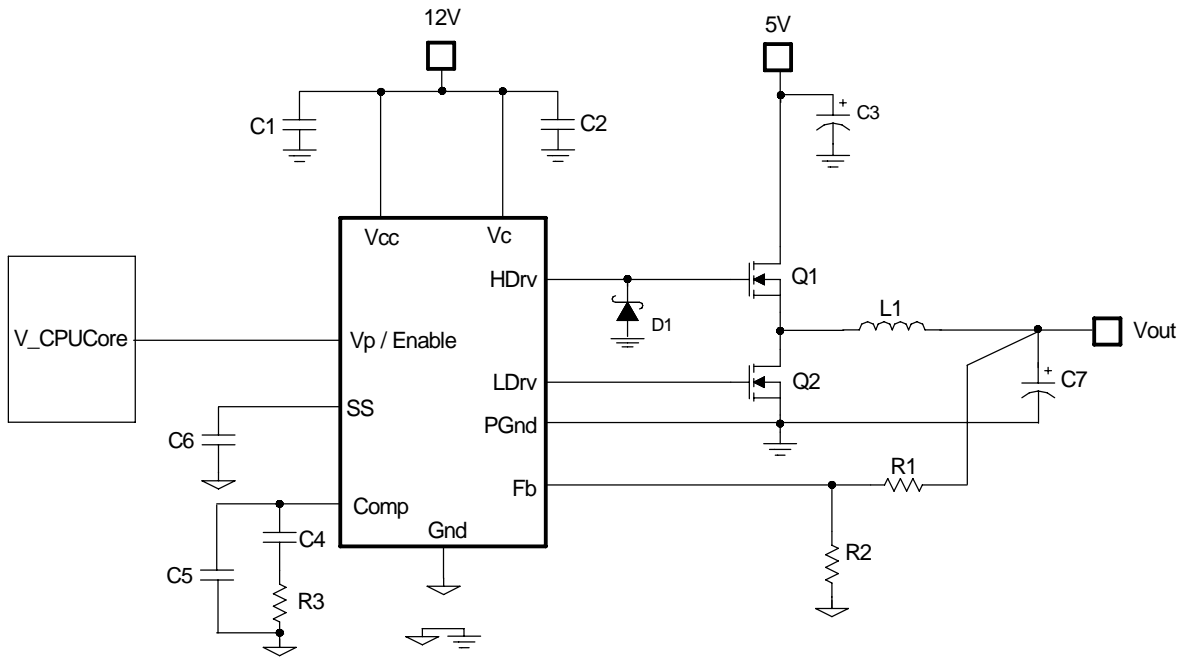 12V
5V
C1
C2
+
C3
Vcc
Vc
HDrv
Q1
D1
L1
V_CPUCore
Vp / Enable
Vout
LDrv
Q2
+
C7
SS
PGnd
C6
R1
Fb
Comp
Gnd
C4
R2
C5
R3